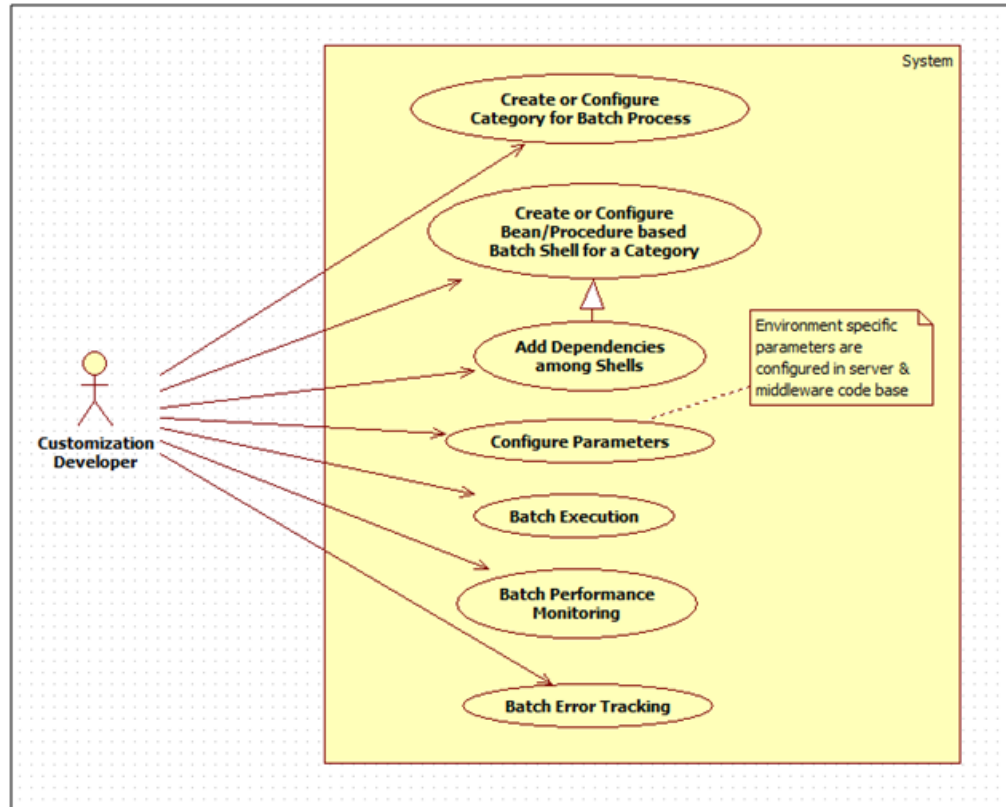 System
Create or Configure
Category for Batch Process
Create or Configure
Bean/Procedure based
Batch Shell for a Category
Add Dependencies
among Shells
Environment specific
parameters are
configured in server &
middleware code base
Customization
Developer
Configure Parameters
Batch Execution
Batch Performance
Monitoring
Batch Error Tracking